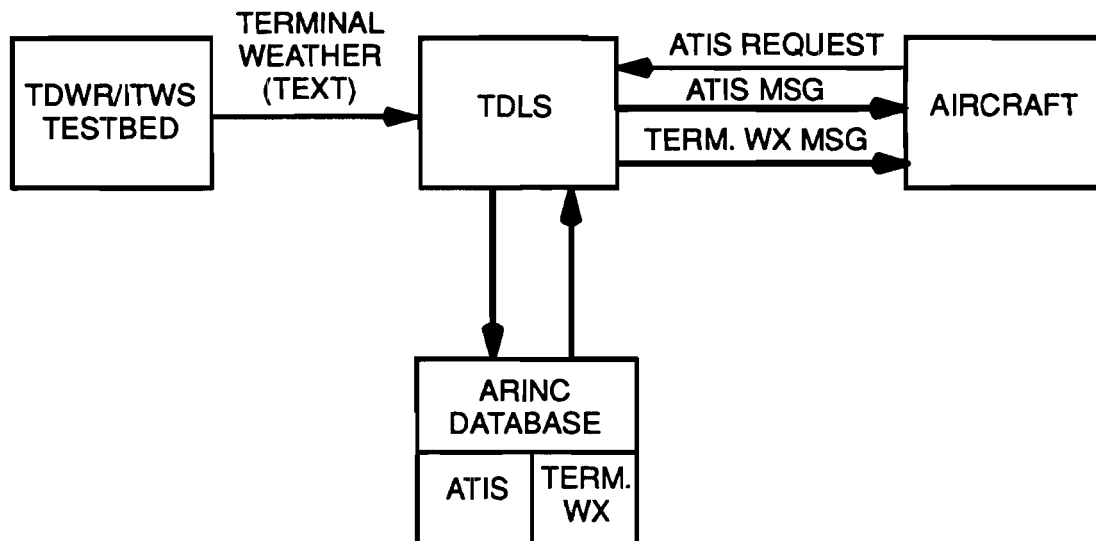 TERMINAL
WEATHER
(TEXT)
TDWR/ITWS
TESTBED
TDLS
ATIS REQUEST
ATIS MSG
TERM. WX MSG
AIRCRAFT
ARINC
DATABASE
ATIS
TERM.
WX